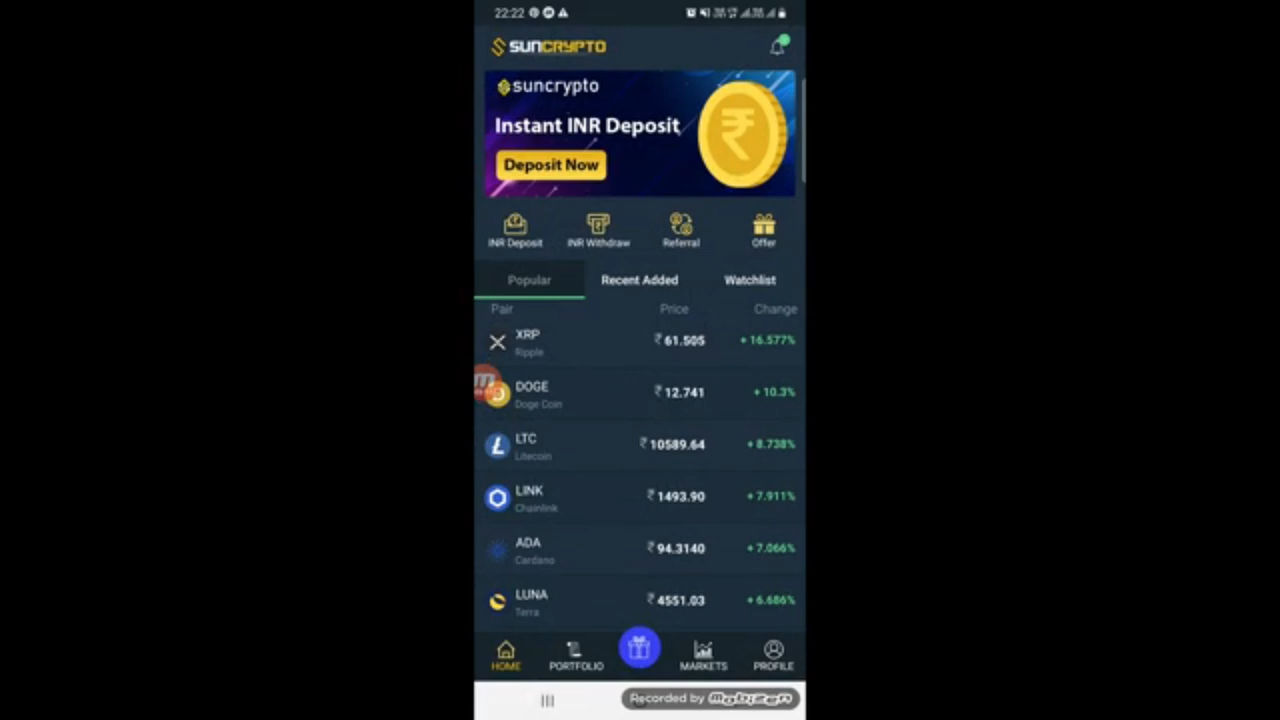 22:22
SUNCRYPTO
suncrypto
Instant INR Deposit
Deposit Now
₹
INR Deposit INR Withdraw Referral Offer
Popular Recent Added Watchlist
Pair Price Change
XRP ₹ 61.505 + 16.577%
Ripple
DOGE ₹ 12.741 + 10.3%
Doge Coin
LTC ₹ 10589.64 + 8.738%
Litecoin
LINK ₹ 1493.90 + 7.911%
Chainlink
ADA ₹ 94.3140 + 7.066%
Cardano
LUNA ₹ 4551.03 + 6.686%
Terra
HOME PORTFOLIO MARKETS PROFILE
Recorded by mobizen